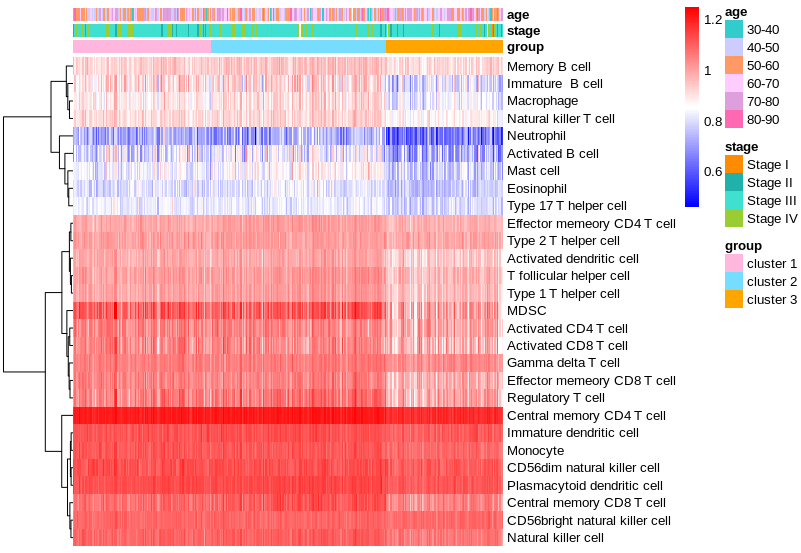 age
stage
group
Memory B cell
Immature  B cell
Macrophage
Natural killer T cell
Neutrophil
Activated B cell
Mast cell
Eosinophil
Type 17 T helper cell
Effector memeory CD4 T cell
Type 2 T helper cell
Activated dendritic cell
T follicular helper cell
Type 1 T helper cell
MDSC
Activated CD4 T cell
Activated CD8 T cell
Gamma delta T cell
Effector memeory CD8 T cell
Regulatory T cell
Central memory CD4 T cell
Immature dendritic cell
Monocyte
CD56dim natural killer cell
Plasmacytoid dendritic cell
Central memory CD8 T cell
CD56bright natural killer cell
Natural killer cell
1.2
1
0.8
0.6
age
30-40
40-50
50-60
60-70
70-80
80-90
stage
Stage I
Stage II
Stage III
Stage IV
group
cluster 1
cluster 2
cluster 3